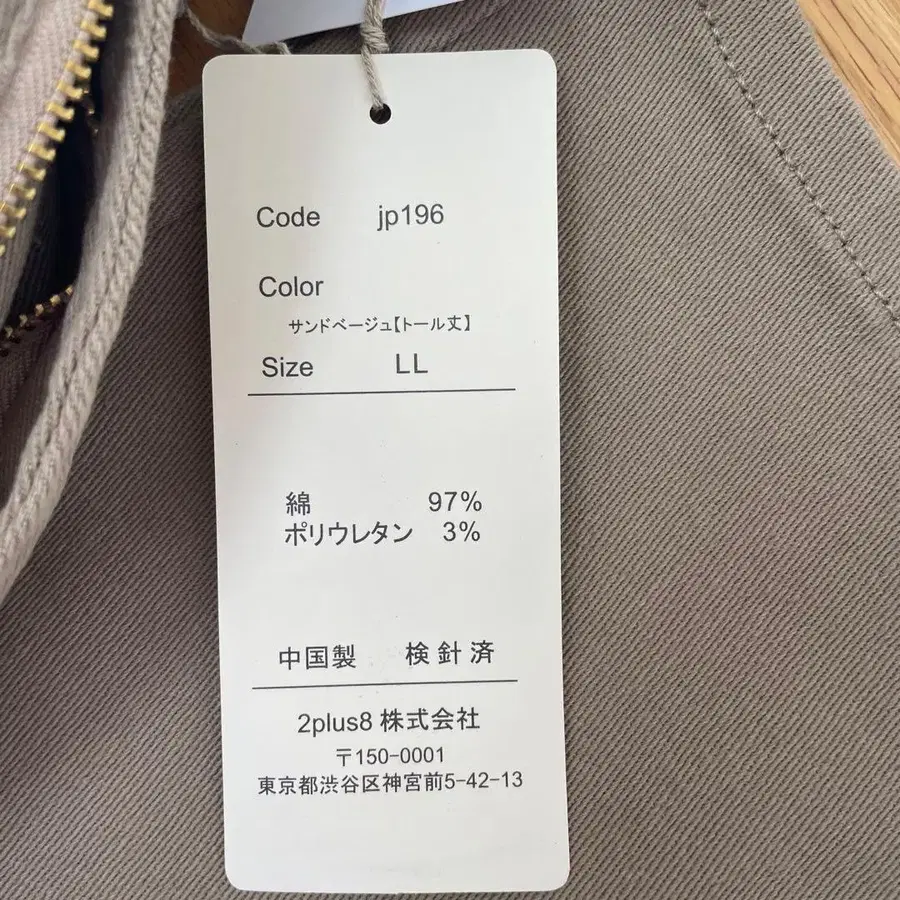 Code jp196
Color
サンドベージュ【トール丈】
Size LL
綿 97%
ポリウレタン 3%
中国製 検針済
2plus8 株式会社
〒150-0001
東京都渋谷区神宮前5-42-13